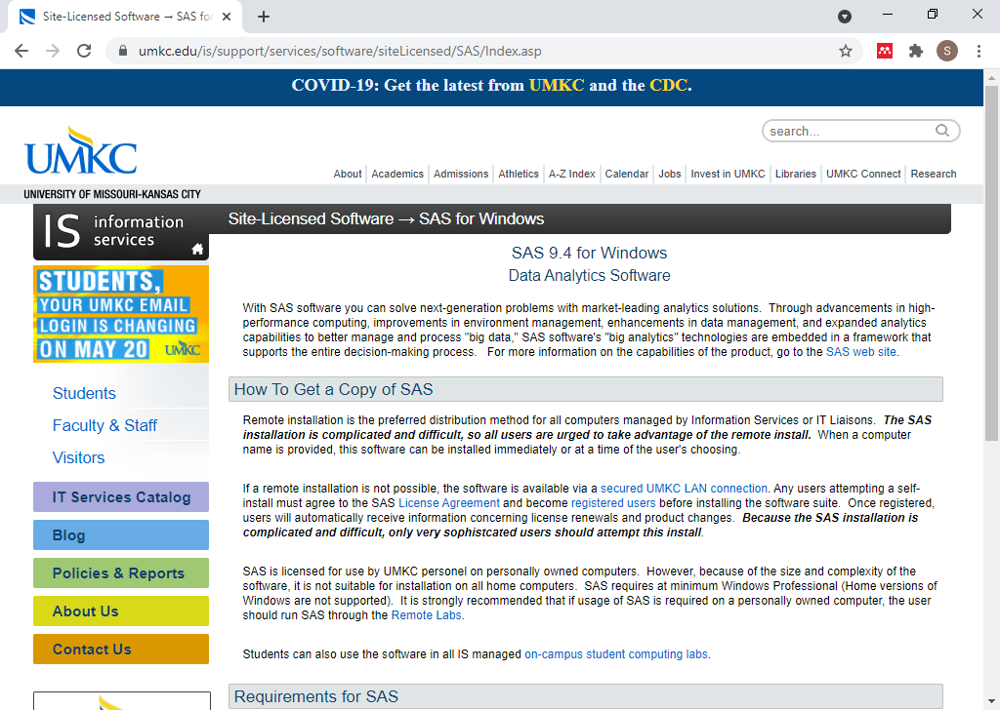 Site-Licensed Software → SAS fo
umkc.edu/is/support/services/software/siteLicensed/SAS/Index.asp
S
COVID-19: Get the latest from UMKC and the CDC.
UMKC
search...
About Academics Admissions Athletics A-Z Index Calendar Jobs Invest in UMKC Libraries UMKC Connect Research
UNIVERSITY OF MISSOURI-KANSAS CITY
IS information
services
Site-Licensed Software → SAS for Windows
STUDENTS,
YOUR UMKC EMAIL
LOGIN IS CHANGING
ON MAY 20 UMKC
Students
Faculty & Staff
Visitors
IT Services Catalog
Blog
Policies & Reports
About Us
Contact Us
SAS 9.4 for Windows
Data Analytics Software
With SAS software you can solve next-generation problems with market-leading analytics solutions. Through advancements in high-
performance computing, improvements in environment management, enhancements in data management, and expanded analytics
capabilities to better manage and process "big data," SAS software's "big analytics" technologies are embedded in a framework that
supports the entire decision-making process. For more information on the capabilities of the product, go to the SAS web site.
How To Get a Copy of SAS
Remote installation is the preferred distribution method for all computers managed by Information Services or IT Liaisons. The SAS
installation is complicated and difficult, so all users are urged to take advantage of the remote install. When a computer
name is provided, this software can be installed immediately or at a time of the user's choosing.
If a remote installation is not possible, the software is available via a secured UMKC LAN connection. Any users attempting a self-
install must agree to the SAS License Agreement and become registered users before installing the software suite. Once registered,
users will automatically receive information concerning license renewals and product changes. Because the SAS installation is
complicated and difficult, only very sophistcated users should attempt this install.
SAS is licensed for use by UMKC personel on personally owned computers. However, because of the size and complexity of the
software, it is not suitable for installation on all home computers. SAS requires at minimum Windows Professional (Home versions of
Windows are not supported). It is strongly recommended that if usage of SAS is required on a personally owned computer, the user
should run SAS through the Remote Labs.
Students can also use the software in all IS managed on-campus student computing labs.
Requirements for SAS